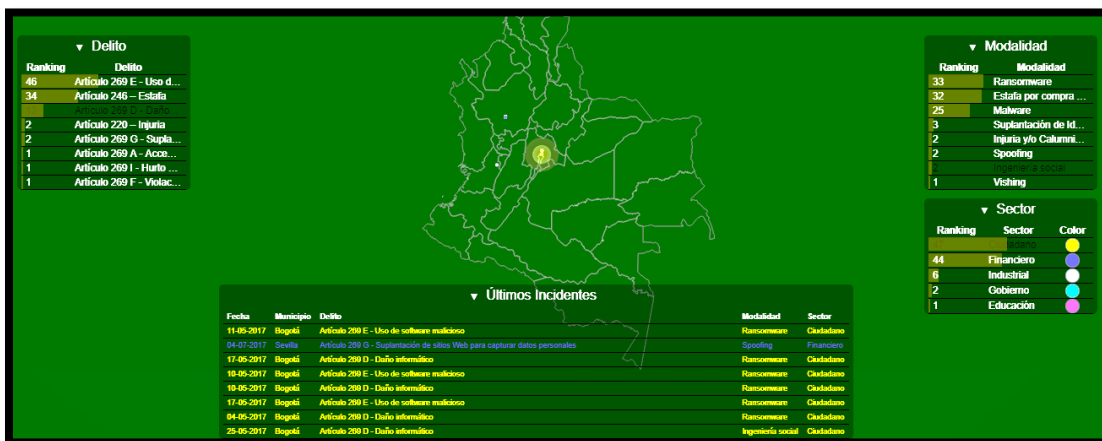 ▼ Delito
Ranking Delito
46 Artículo 269 E - Uso d...
34 Artículo 246 – Estafa
Artículo 269 D - Daño
2 Artículo 220 – Injuria
2 Artículo 269 G - Supla...
1 Artículo 269 A - Acce...
1 Artículo 269 I - Hurto ...
1 Artículo 269 F - Violac...
▼ Modalidad
Ranking Modalidad
33 Ransomware
32 Estafa por compra ...
25 Malware
3 Suplantación de Id...
2 Injuria y/o Calumni...
2 Spoofing
2 Ingeniería social
1 Vishing
▼ Sector
Ranking Sector Color
Ciudadano
44 Financiero
6 Industrial
2 Gobierno
1 Educación
▼ Últimos Incidentes
Fecha Municipio Delito Modalidad Sector
11-05-2017 Bogotá Artículo 269 E - Uso de software malicioso Ransomware Ciudadano
04-07-2017 Sevilla Artículo 269 G - Suplantación de sitios Web para capturar datos personales Spoofing Financiero
17-05-2017 Bogotá Artículo 269 D - Daño informático Ransomware Ciudadano
10-05-2017 Bogotá Artículo 269 E - Uso de software malicioso Ransomware Ciudadano
10-05-2017 Bogotá Artículo 269 D - Daño informático Ransomware Ciudadano
17-05-2017 Bogotá Artículo 269 E - Uso de software malicioso Ransomware Ciudadano
04-05-2017 Bogotá Artículo 269 D - Daño informático Ransomware Ciudadano
25-05-2017 Bogotá Artículo 269 D - Daño informático Ingeniería social Ciudadano